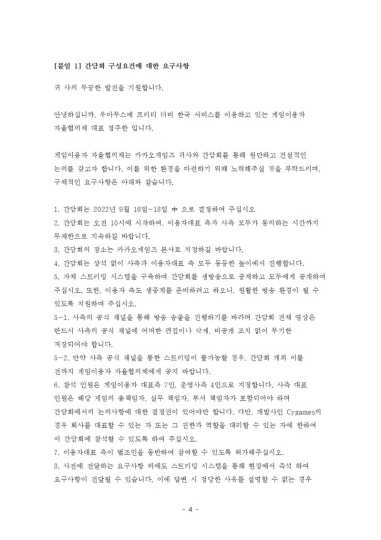 [붙임 1] 간담회 구성요건에 대한 요구사항
귀 사의 무궁한 발전을 기원합니다.
안녕하십니까, 우마무스메 프리티 더비 한국 서비스를 이용하고 있는 게임이용자
자율협의체 대표 정주한 입니다.
게임이용자 자율협의체는 카카오게임즈 귀사와 간담회를 통해 원만하고 건설적인
논의를 갖고자 합니다. 이를 위한 환경을 마련하기 위해 노력해주실 것을 부탁드리며,
구체적인 요구사항은 아래와 같습니다.
1. 간담회는 2022년 9월 16일~18일 中 으로 결정하여 주십시오
2. 간담회는 오전 10시에 시작하여, 이용자대표 측과 사측 모두가 동의하는 시간까지
무제한으로 지속하길 바랍니다.
3. 간담회의 장소는 카카오게임즈 본사로 지정하길 바랍니다.
4. 간담회는 상석 없이 사측과 이용자대표 측 모두 동등한 높이에서 진행합니다.
5. 자체 스트리밍 시스템을 구축하여 간담회를 생방송으로 중계하고 모두에게 공개하여
주십시오. 또한, 이용자 측도 생중계를 준비하려고 하오니, 원활한 방송 환경이 될 수
있도록 지원하여 주십시오.
5-1. 사측의 공식 채널을 통해 방송 송출을 진행하기를 바라며 간담회 전체 영상은
반드시 사측의 공식 채널에 어떠한 편집이나 삭제, 비공개 조치 없이 무기한
저장되어야 합니다.
5-2. 만약 사측 공식 채널을 통한 스트리밍이 불가능할 경우, 간담회 개의 이틀
전까지 게임이용자 자율협의체에게 공지 바랍니다.
6. 참석 인원은 게임이용자 대표측 7인, 운영사측 4인으로 지정합니다. 사측 대표
인원은 해당 게임의 총책임자, 실무 책임자, 부서 책임자가 포함되어야 하며
간담회에서의 논의사항에 대한 결정권이 있어야만 합니다. 다만, 개발사인 Cygames의
경우 회사를 대표할 수 있는 자 또는 그 권한과 역할을 대리할 수 있는 자에 한하여
이 간담회에 참석할 수 있도록 하여 주십시오.
7. 이용자대표 측이 법조인을 동반하여 참여할 수 있도록 허가해주십시오.
8. 사전에 전달하는 요구사항 외에도 스트리밍 시스템을 통해 현장에서 즉석 하여
요구사항이 전달될 수 있습니다. 이에 답변 시 정당한 사유를 설명할 수 없는 경우
- 4 -